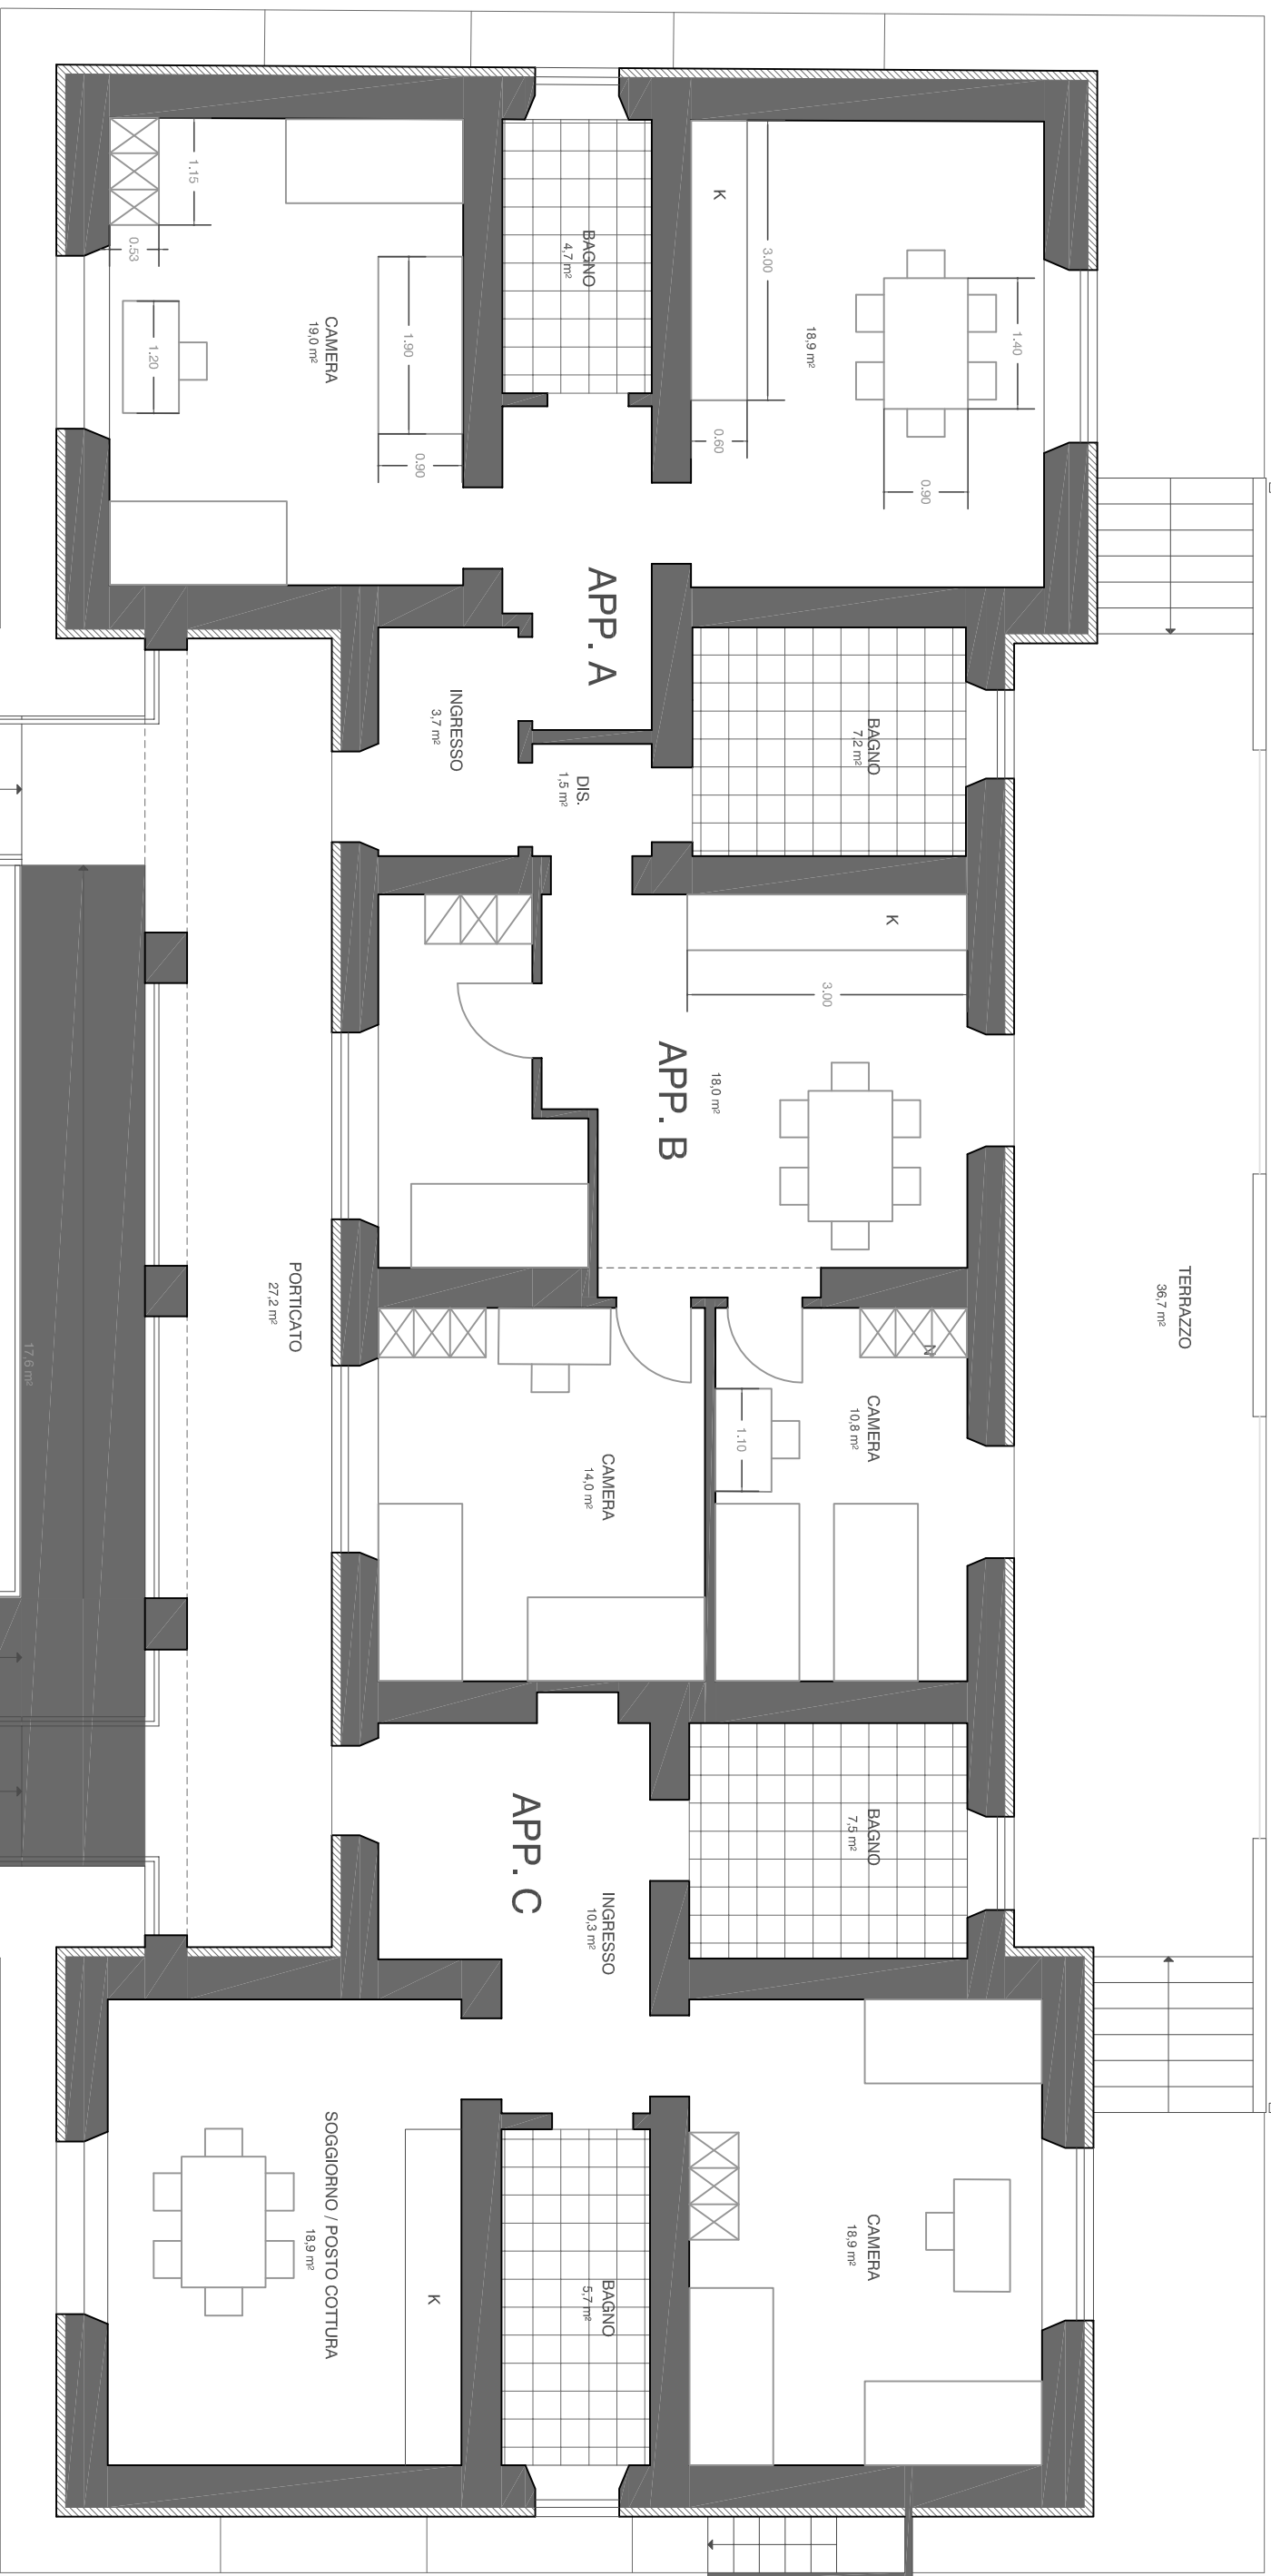 K
3.00
0.60
1.40
0.90
18,9 m²
BAGNO
4,7 m²
1.15
0.53
1.20
1.90
0.90
CAMERA
19,0 m²
APP. A
INGRESSO
3,7 m²
DIS.
1,5 m²
BAGNO
7,2 m²
K
3.00
APP. B
18,0 m²
TERRAZZO
36,7 m²
PORTICATO
27,2 m²
17,6 m²
N
CAMERA
10,8 m²
1.10
CAMERA
14,0 m²
APP. C
INGRESSO
10,3 m²
BAGNO
7,5 m²
CAMERA
18,9 m²
BAGNO
5,7 m²
SOGGIORNO / POSTO COTTURA
18,9 m²
K